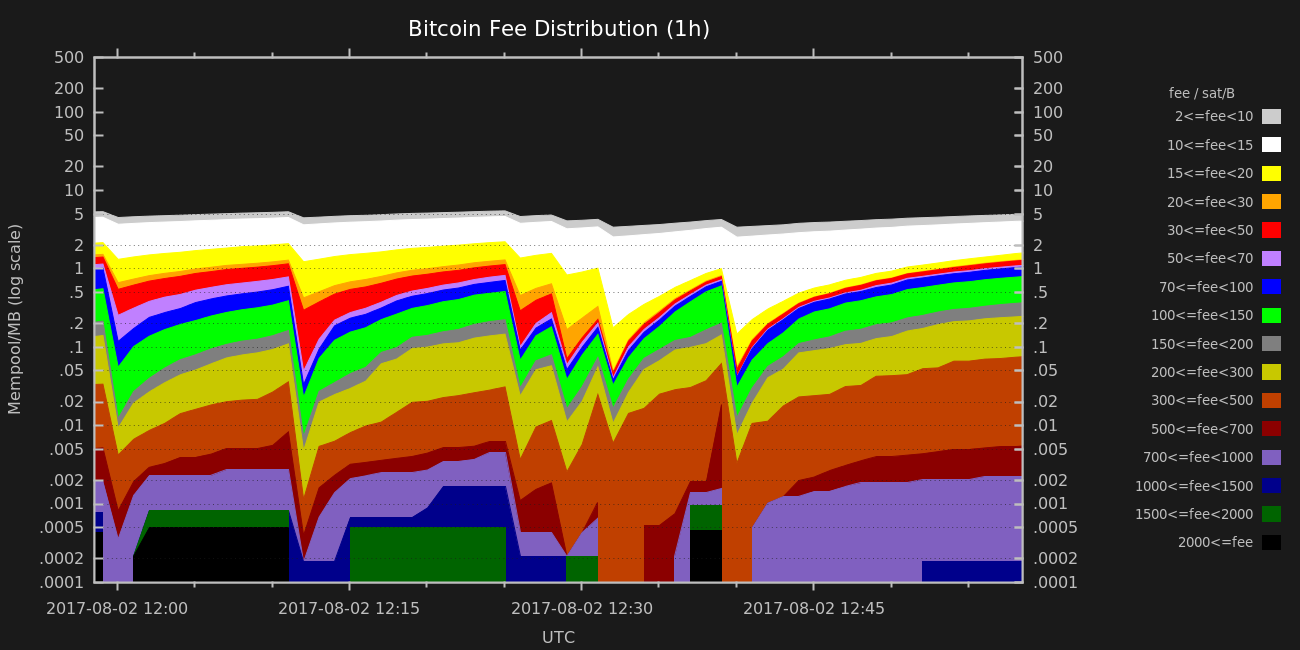 Bitcoin Fee Distribution (1h)
Mempool/MB (log scale)
500
200
100
50
20
10
5
2
1
.5
.2
.1
.05
.02
.01
.005
.002
.001
.0005
.0002
.0001
500
200
100
50
20
10
5
2
1
.5
.2
.1
.05
.02
.01
.005
.002
.001
.0005
.0002
.0001
2017-08-02 12:00
2017-08-02 12:15
2017-08-02 12:30
2017-08-02 12:45
UTC
fee / sat/B
2<=fee<10
10<=fee<15
15<=fee<20
20<=fee<30
30<=fee<50
50<=fee<70
70<=fee<100
100<=fee<150
150<=fee<200
200<=fee<300
300<=fee<500
500<=fee<700
700<=fee<1000
1000<=fee<1500
1500<=fee<2000
2000<=fee